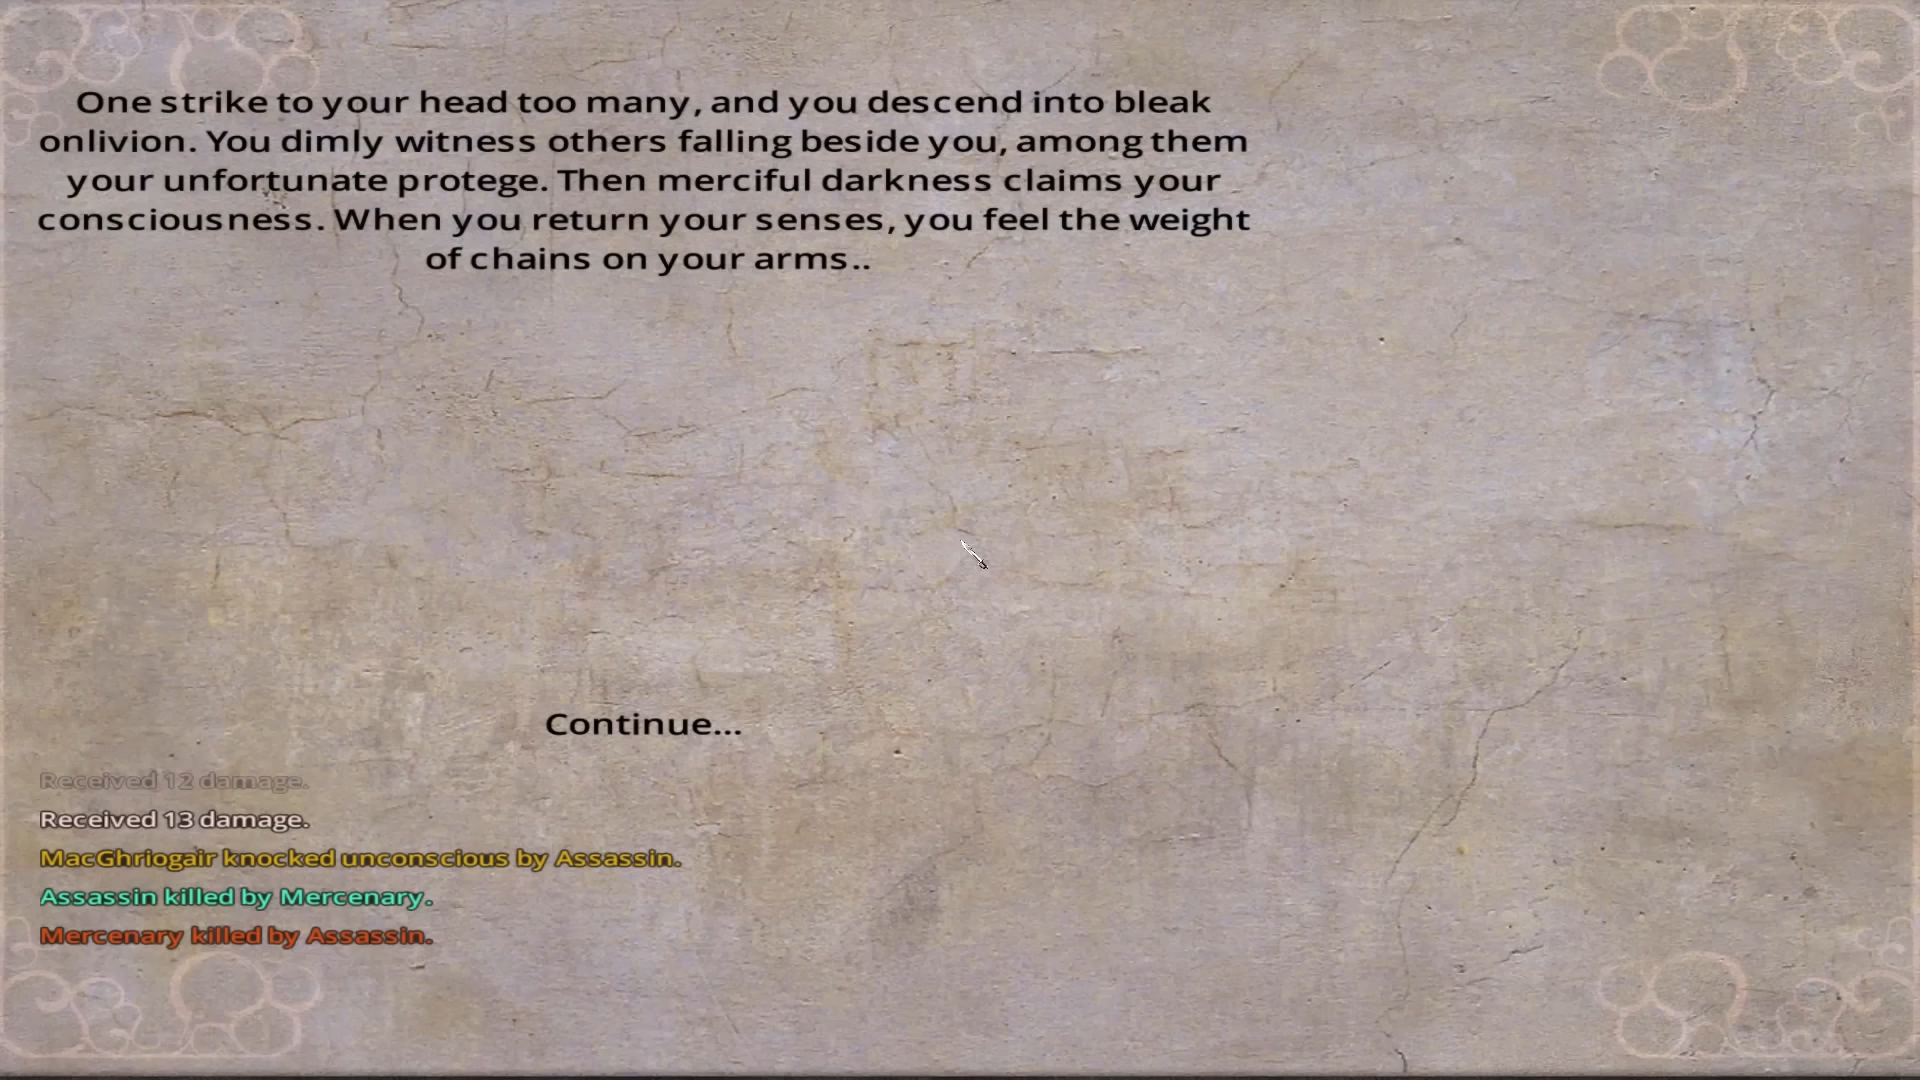 One strike to your head too many, and you descend into bleak
onlivion. You dimly witness others falling beside you, among them
your unfortunate protege. Then merciful darkness claims your
consciousness. When you return your senses, you feel the weight
of chains on your arms..
Continue...
Received 12 damage.
Received 13 damage.
MacGhriogair knocked unconscious by Assassin.
Assassin killed by Mercenary.
Mercenary killed by Assassin.